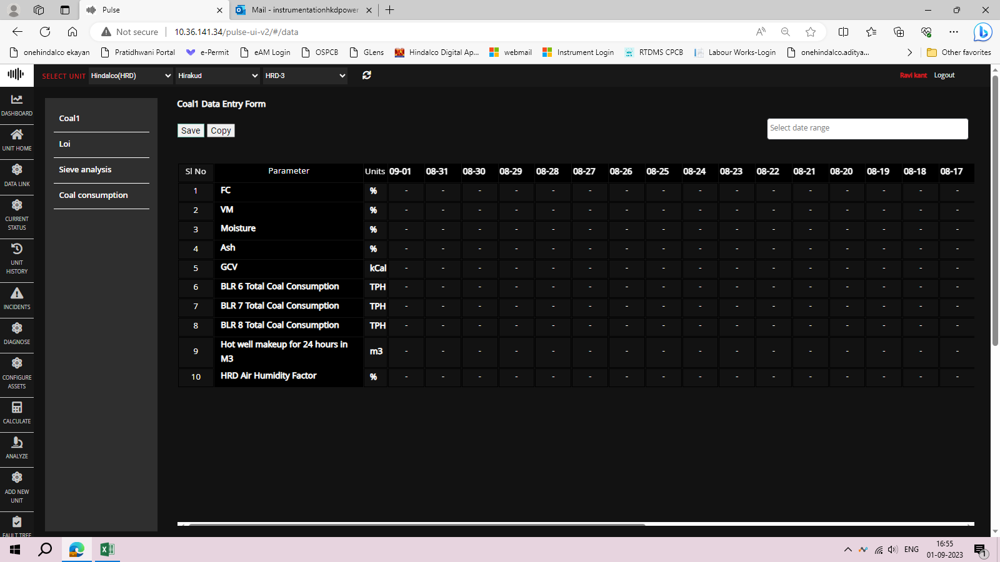 Pulse
Mail - instrumentationhkdpower
Not secure
10.36.141.34/pulse-ui-v2/#/data
onehindalco ekayan Pratidhwani Portal e-Permit eAM Login OSPCB GLens Hindalco Digital Ap... webmail Instrument Login RTDMS CPCB Labour Works-Login onehindalco.aditya... Other favorites
SELECT UNIT Hindalco(HRD) Hirakud HRD-3 Ravi kant Logout
DASHBOARD
UNIT HOME
DATA LINK
CURRENT
STATUS
UNIT
HISTORY
INCIDENTS
DIAGNOSE
CONFIGURE
ASSETS
CALCULATE
ANALYZE
ADD NEW
UNIT
FAULT TREE
Coal1
Loi
Sieve analysis
Coal consumption
Coal1 Data Entry Form
Save Copy
Select date range
Sl No Parameter Units 09-01 08-31 08-30 08-29 08-28 08-27 08-26 08-25 08-24 08-23 08-22 08-21 08-20 08-19 08-18 08-17
1 FC % - - - - - - - - - - - - - - - -
2 VM % - - - - - - - - - - - - - - - -
3 Moisture % - - - - - - - - - - - - - - - -
4 Ash % - - - - - - - - - - - - - - - -
5 GCV kCal - - - - - - - - - - - - - - - -
6 BLR 6 Total Coal Consumption TPH - - - - - - - - - - - - - - - -
7 BLR 7 Total Coal Consumption TPH - - - - - - - - - - - - - - - -
8 BLR 8 Total Coal Consumption TPH - - - - - - - - - - - - - - - -
9 Hot well makeup for 24 hours in
M3 m3 - - - - - - - - - - - - - - - -
10 HRD Air Humidity Factor % - - - - - - - - - - - - - - - -
ENG
16:55
01-09-2023
1